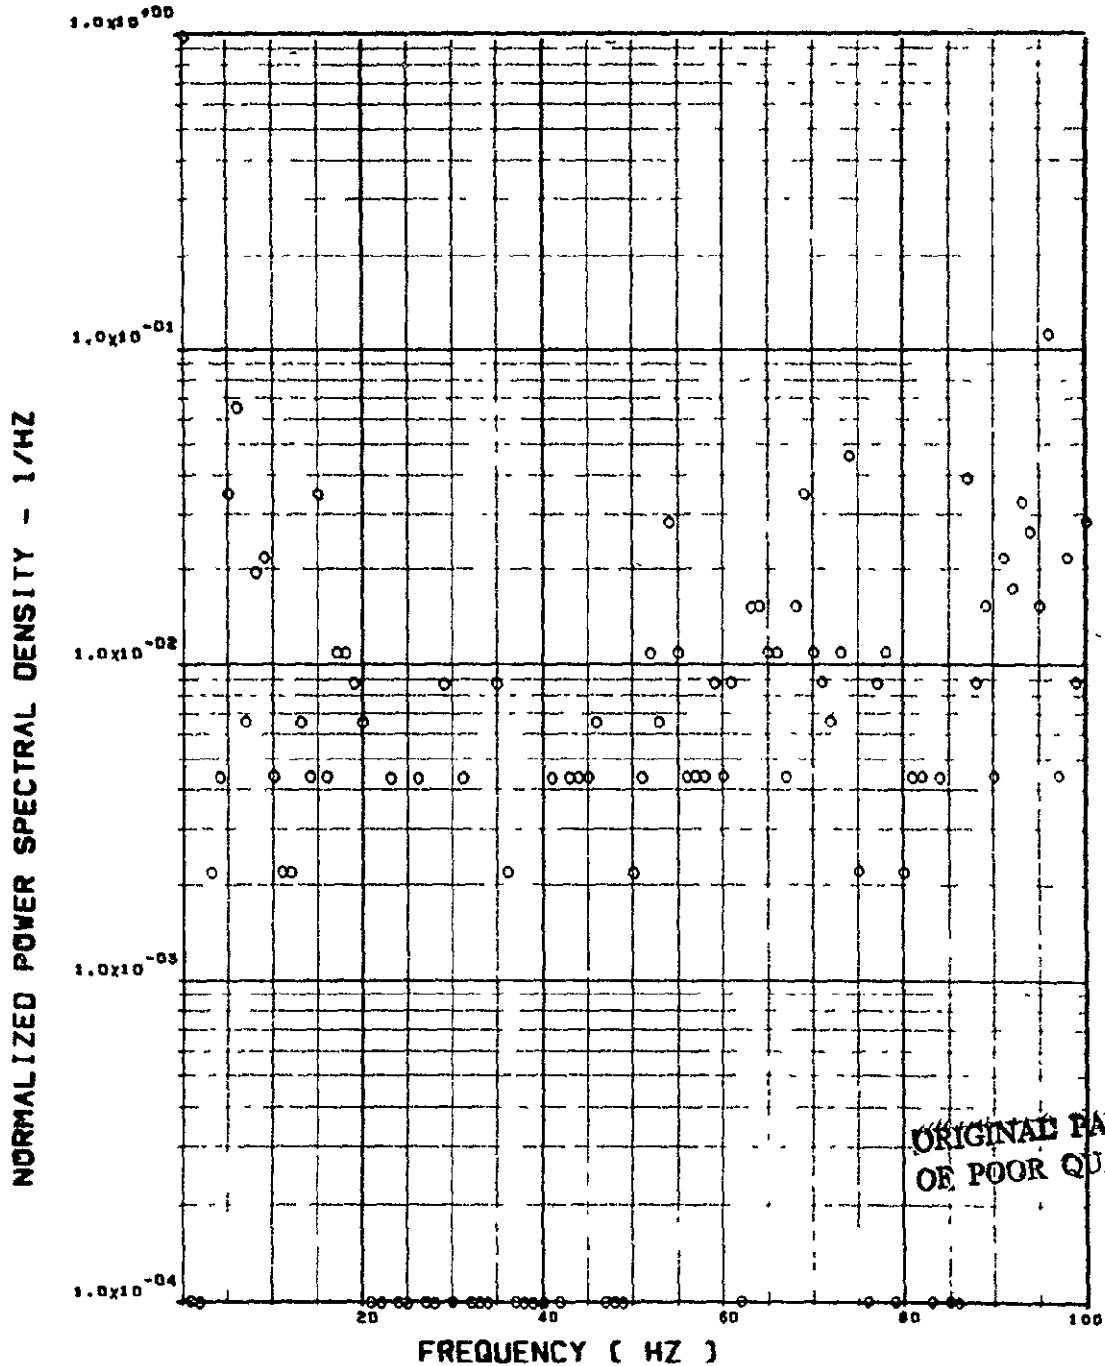 1.0x10+00
1.0x10-01
1.0x10-02
1.0x10-03
1.0x10-04
NORMALIZED POWER SPECTRAL DENSITY - 1/HZ
ORIGINAL PA
OF POOR QU
20
40
60
80
100
FREQUENCY ( HZ )